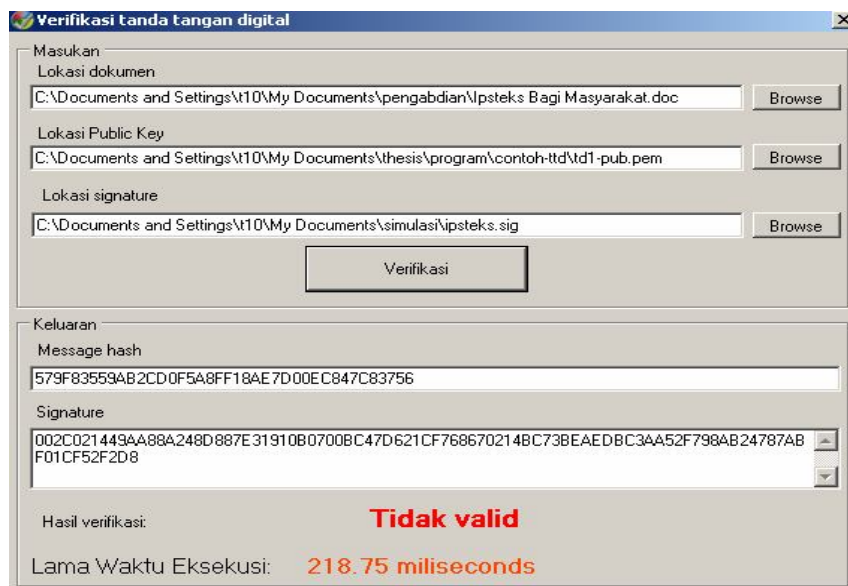 Verifikasi tanda tangan digital
Masukan
Lokasi dokumen
C:\Documents and Settings\t10\My Documents\pengabdian\Ipsteks Bagi Masyarakat.doc
Browse
Lokasi Public Key
C:\Documents and Settings\t10\My Documents\thesis\program\contoh-ttd\td1-pub.pem
Browse
Lokasi signature
C:\Documents and Settings\t10\My Documents\simulasi\ipsteks.sig
Browse
Verifikasi
Keluaran
Message hash
579F83559AB2CD0F5A8FF18AE7D00EC847C83756
Signature
002C021449AA88A248D887E31910B0700BC47D621CF768670214BC73BEAEDBC3AA52F798AB24787AB
F01CF52F2D8
Hasil verifikasi:
Tidak valid
Lama Waktu Eksekusi:
218.75 miliseconds